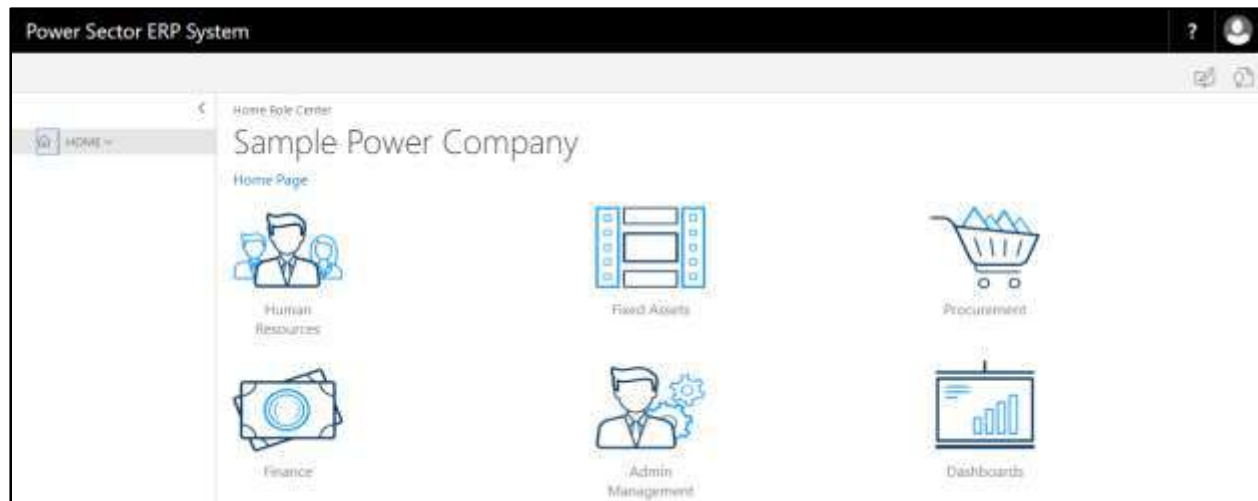 Power Sector ERP System
?
Home Role Center
HOME
Sample Power Company
Home Page
Human
Resources
Fixed Assets
Procurement
Finance
Admin
Management
Dashboards